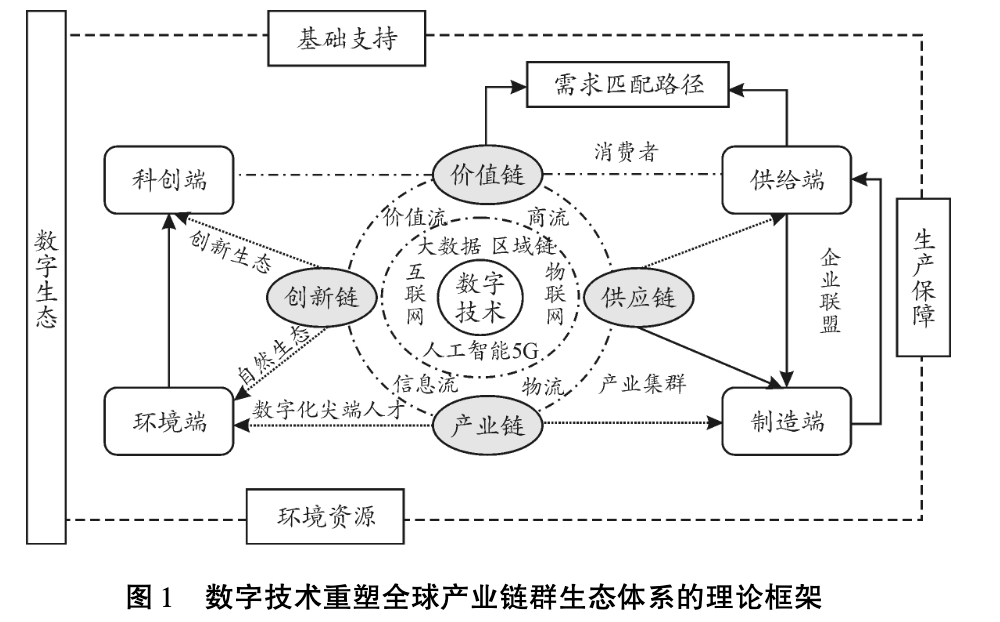 基础支持
需求匹配路径
消费者
科创端
价值链
供给端
价值流
商流
创新生态
大数据 区域链
数字生态
互联网
数字
技术
物联网
创新链
供应链
企业联盟
生产保障
自然生态
人工智能5G
信息流
物流
产业集群
数字化尖端人才
环境端
产业链
制造端
环境资源
图 1 数字技术重塑全球产业链群生态体系的理论框架